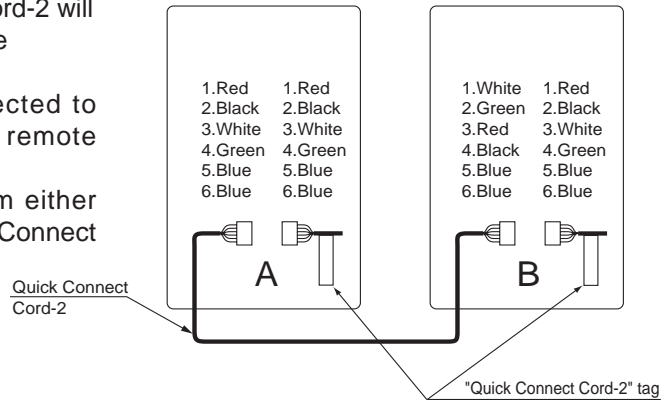 ord-2 will
e
ected to
remote
m either
Connect
1.Red 1.Red
2.Black 2.Black
3.White 3.White
4.Green 4.Green
5.Blue 5.Blue
6.Blue 6.Blue
A
1.White 1.Red
2.Green 2.Black
3.Red 3.White
4.Black 4.Green
5.Blue 5.Blue
6.Blue 6.Blue
B
Quick Connect
Cord-2
"Quick Connect Cord-2" tag